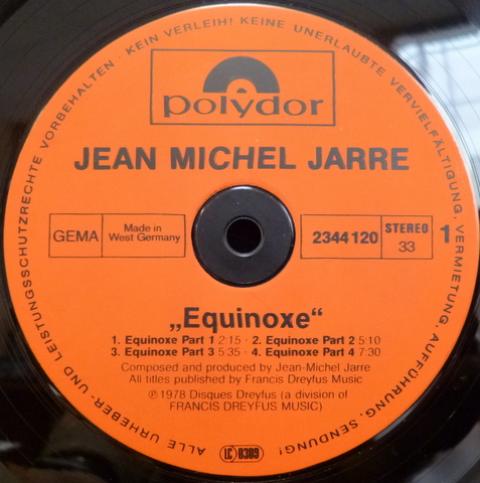 ALLE URHEBER- UND LEISTUNGSSCHUTZRECHTE VORBEHALTEN · KEIN VERLEIH! KEINE UNERLAUBTE VERVIELFÄLTIGUNG, VERMIETUNG, AUFFÜHRUNG, SENDUNG!
polydor
JEAN MICHEL JARRE
GEMA
Made in
West Germany
2344 120
STEREO
33
1
„Equinoxe“
1. Equinoxe Part 1 2:15 · 2. Equinoxe Part 2 5:10
3. Equinoxe Part 3 5:35 · 4. Equinoxe Part 4 7:30
Composed and produced by Jean-Michel Jarre
All titles published by Francis Dreyfus Music
℗ 1978 Disques Dreyfus (a division of
FRANCIS DREYFUS MUSIC)
LC 0309